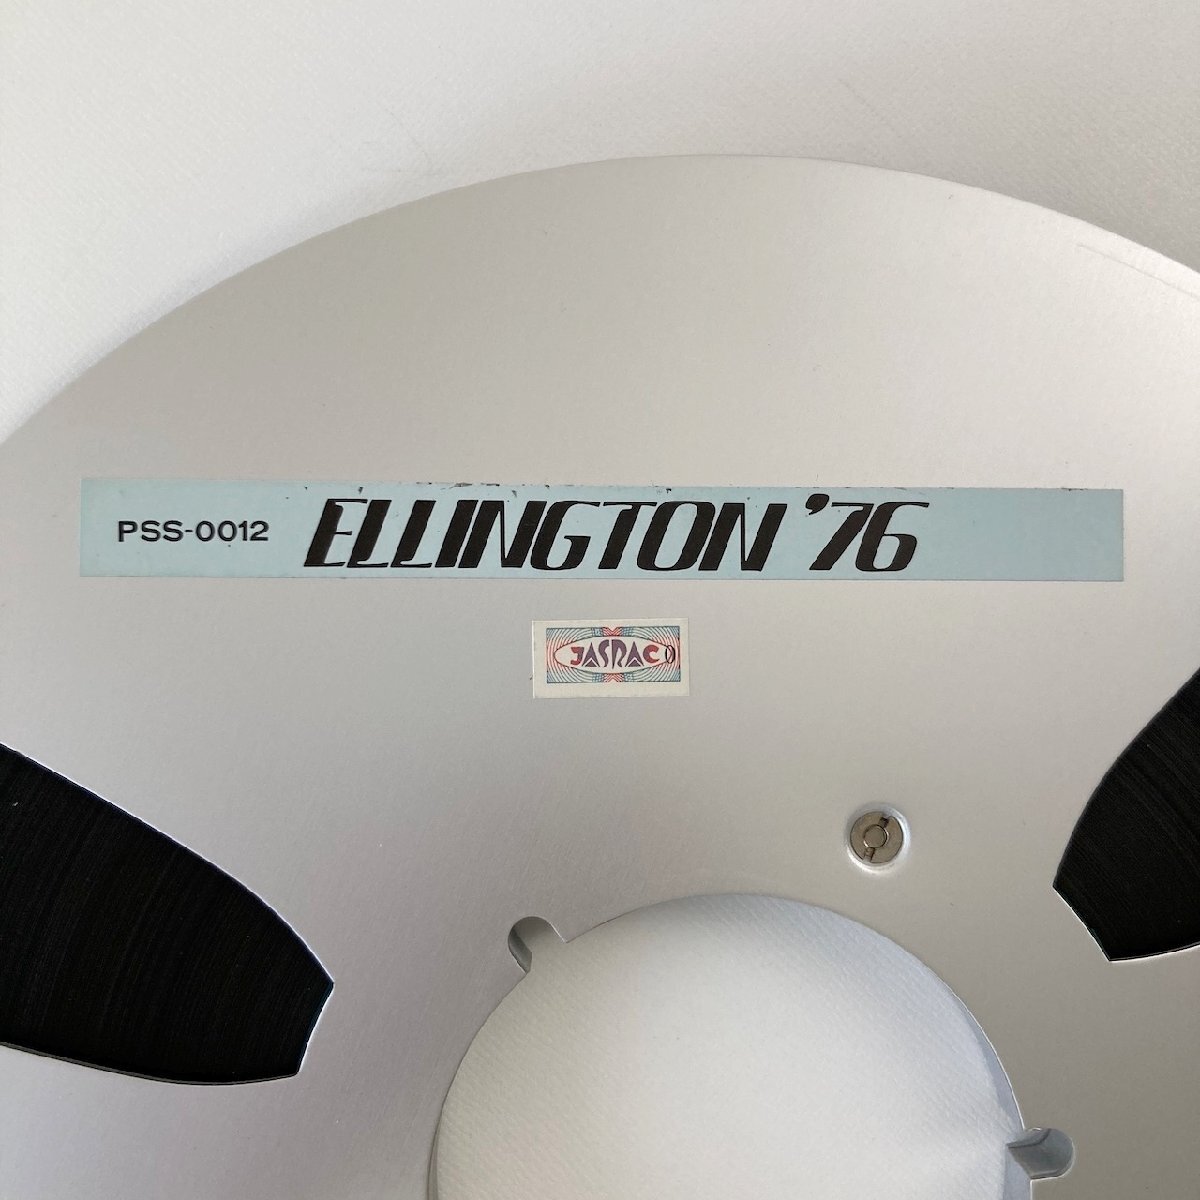 PSS-0012 ELLINGTON '76
JASRAC